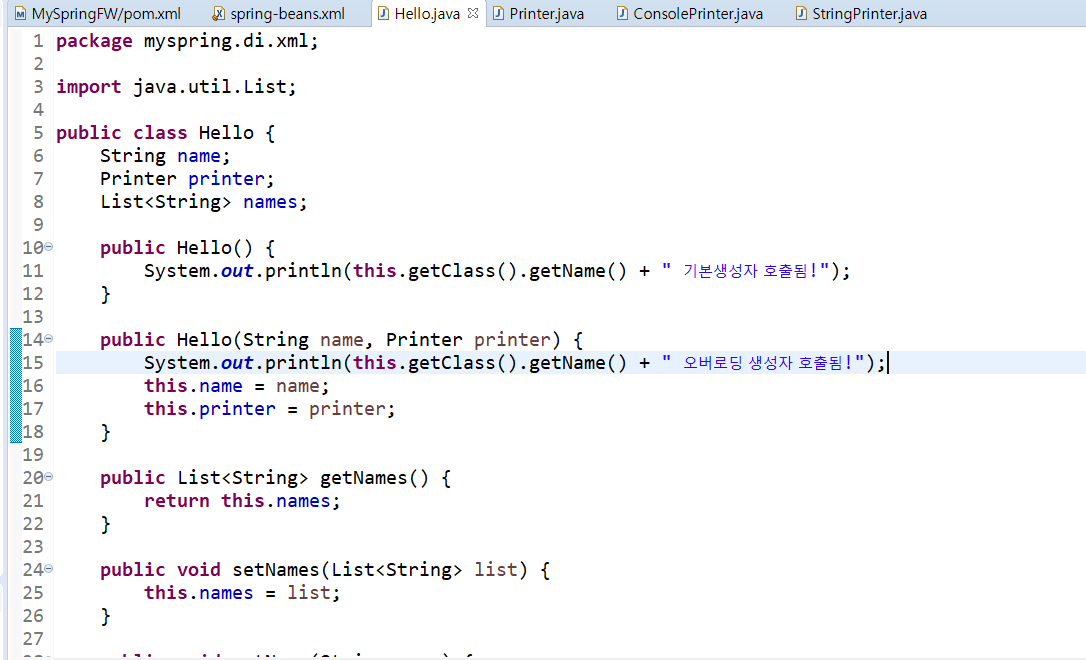 MySpringFW/pom.xml spring-beans.xml Hello.java Printer.java ConsolePrinter.java StringPrinter.java
1 package myspring.di.xml;
2
3 import java.util.List;
4
5 public class Hello {
6 String name;
7 Printer printer;
8 List<String> names;
9
10 public Hello() {
11 System.out.println(this.getClass().getName() + " 기본생성자 호출됨!");
12 }
13
14 public Hello(String name, Printer printer) {
15 System.out.println(this.getClass().getName() + " 오버로딩 생성자 호출됨!");
16 this.name = name;
17 this.printer = printer;
18 }
19
20 public List<String> getNames() {
21 return this.names;
22 }
23
24 public void setNames(List<String> list) {
25 this.names = list;
26 }
27